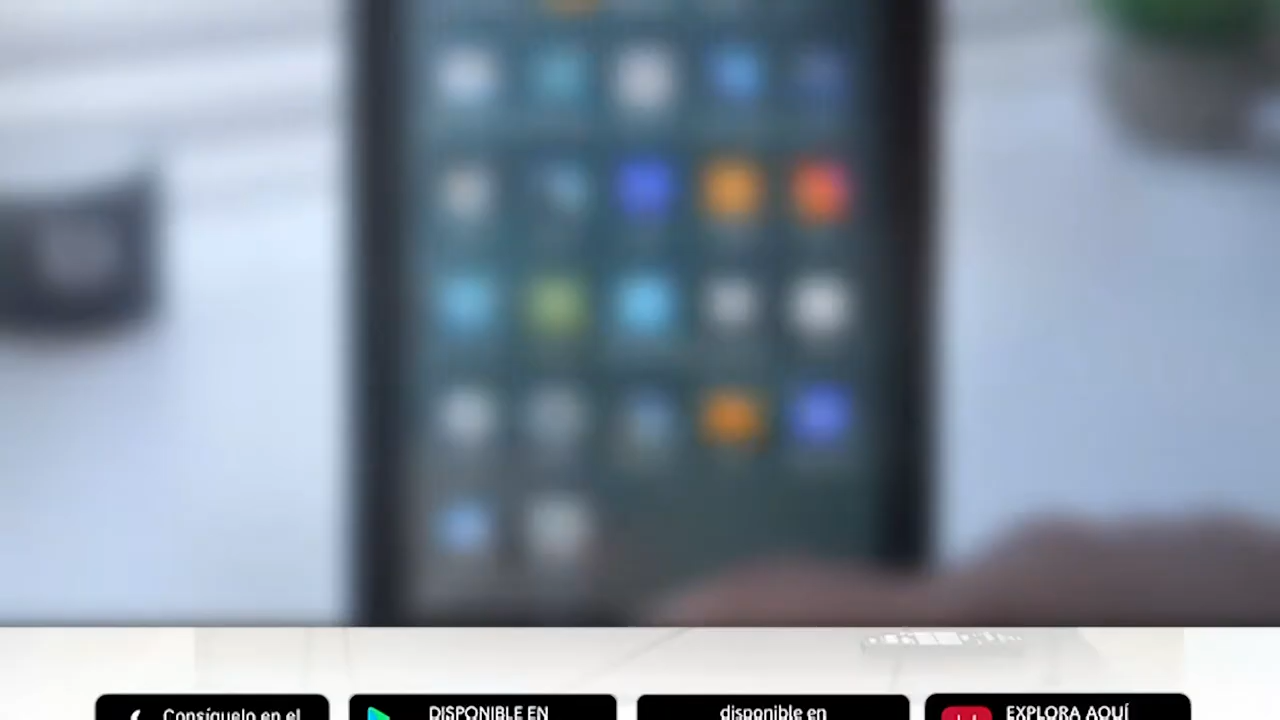 Consíguelo en el
DISPONIBLE EN
disponible en
EXPLORA AQUÍ